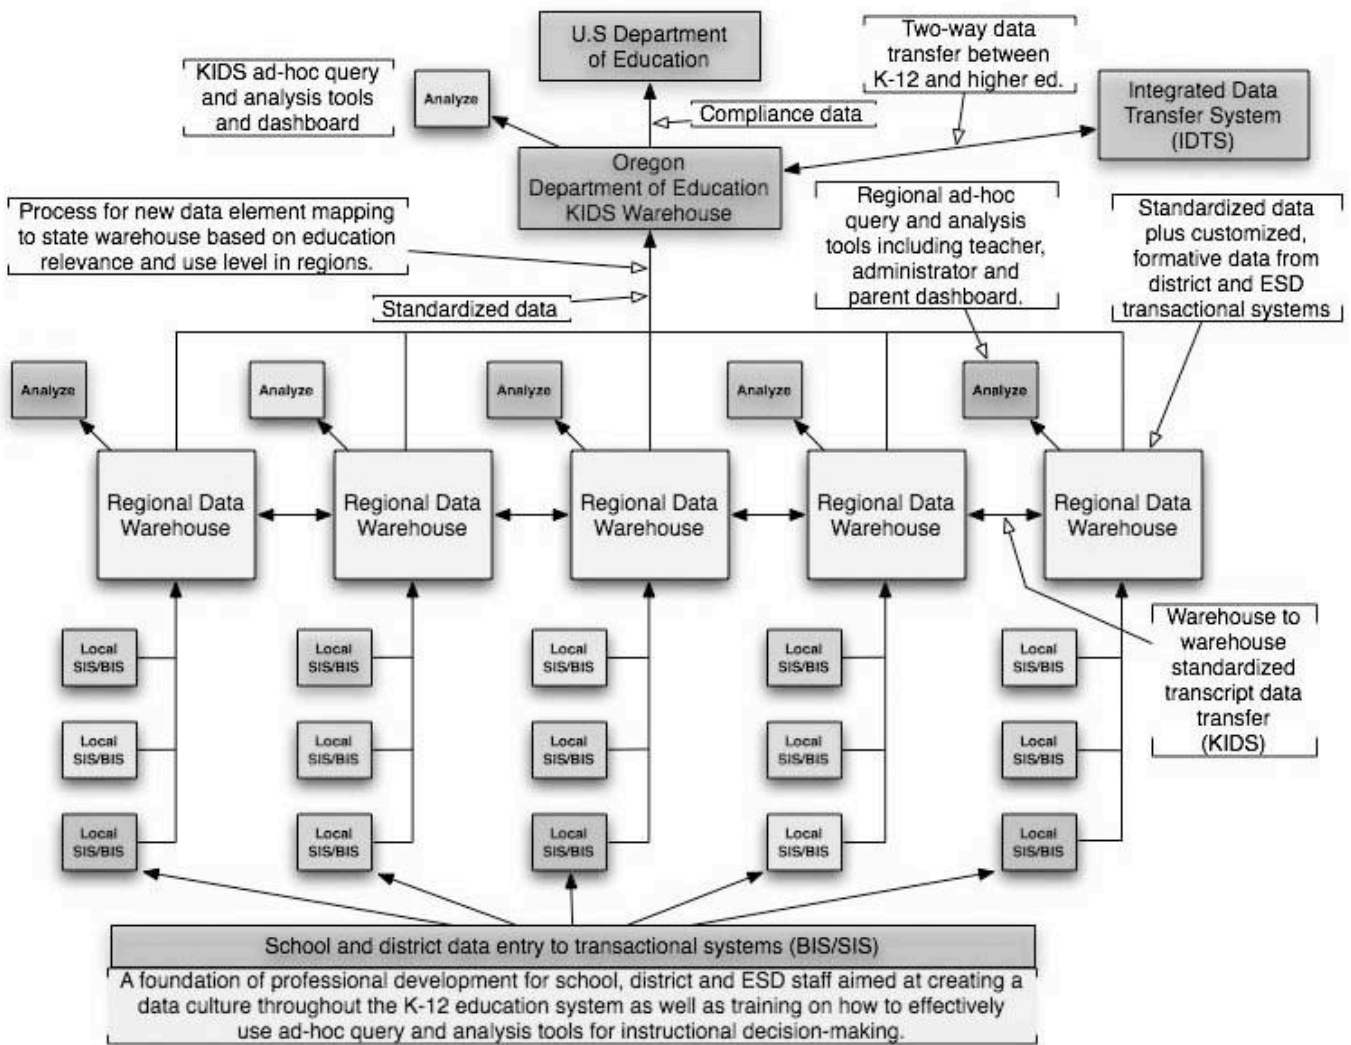 U.S Department
of Education
Two-way data
transfer between
K-12 and higher ed.
KIDS ad-hoc query
and analysis tools
and dashboard
Analyze
Compliance data
Integrated Data
Transfer System
(IDTS)
Oregon
Department of Education
KIDS Warehouse
Process for new data element mapping
to state warehouse based on education
relevance and use level in regions.
Standardized data
Regional ad-hoc
query and analysis
tools including teacher,
administrator and
parent dashboard.
Standardized data
plus customized,
formative data from
district and ESD
transactional systems
Analyze
Analyze
Analyze
Analyze
Analyze
Regional Data
Warehouse
Regional Data
Warehouse
Regional Data
Warehouse
Regional Data
Warehouse
Regional Data
Warehouse
Warehouse to
warehouse
standardized
transcript data
transfer
(KIDS)
Local
SIS/BIS
Local
SIS/BIS
Local
SIS/BIS
Local
SIS/BIS
Local
SIS/BIS
Local
SIS/BIS
Local
SIS/BIS
Local
SIS/BIS
Local
SIS/BIS
Local
SIS/BIS
Local
SIS/BIS
Local
SIS/BIS
Local
SIS/BIS
Local
SIS/BIS
Local
SIS/BIS
School and district data entry to transactional systems (BIS/SIS)
A foundation of professional development for school, district and ESD staff aimed at creating a
data culture throughout the K-12 education system as well as training on how to effectively
use ad-hoc query and analysis tools for instructional decision-making.